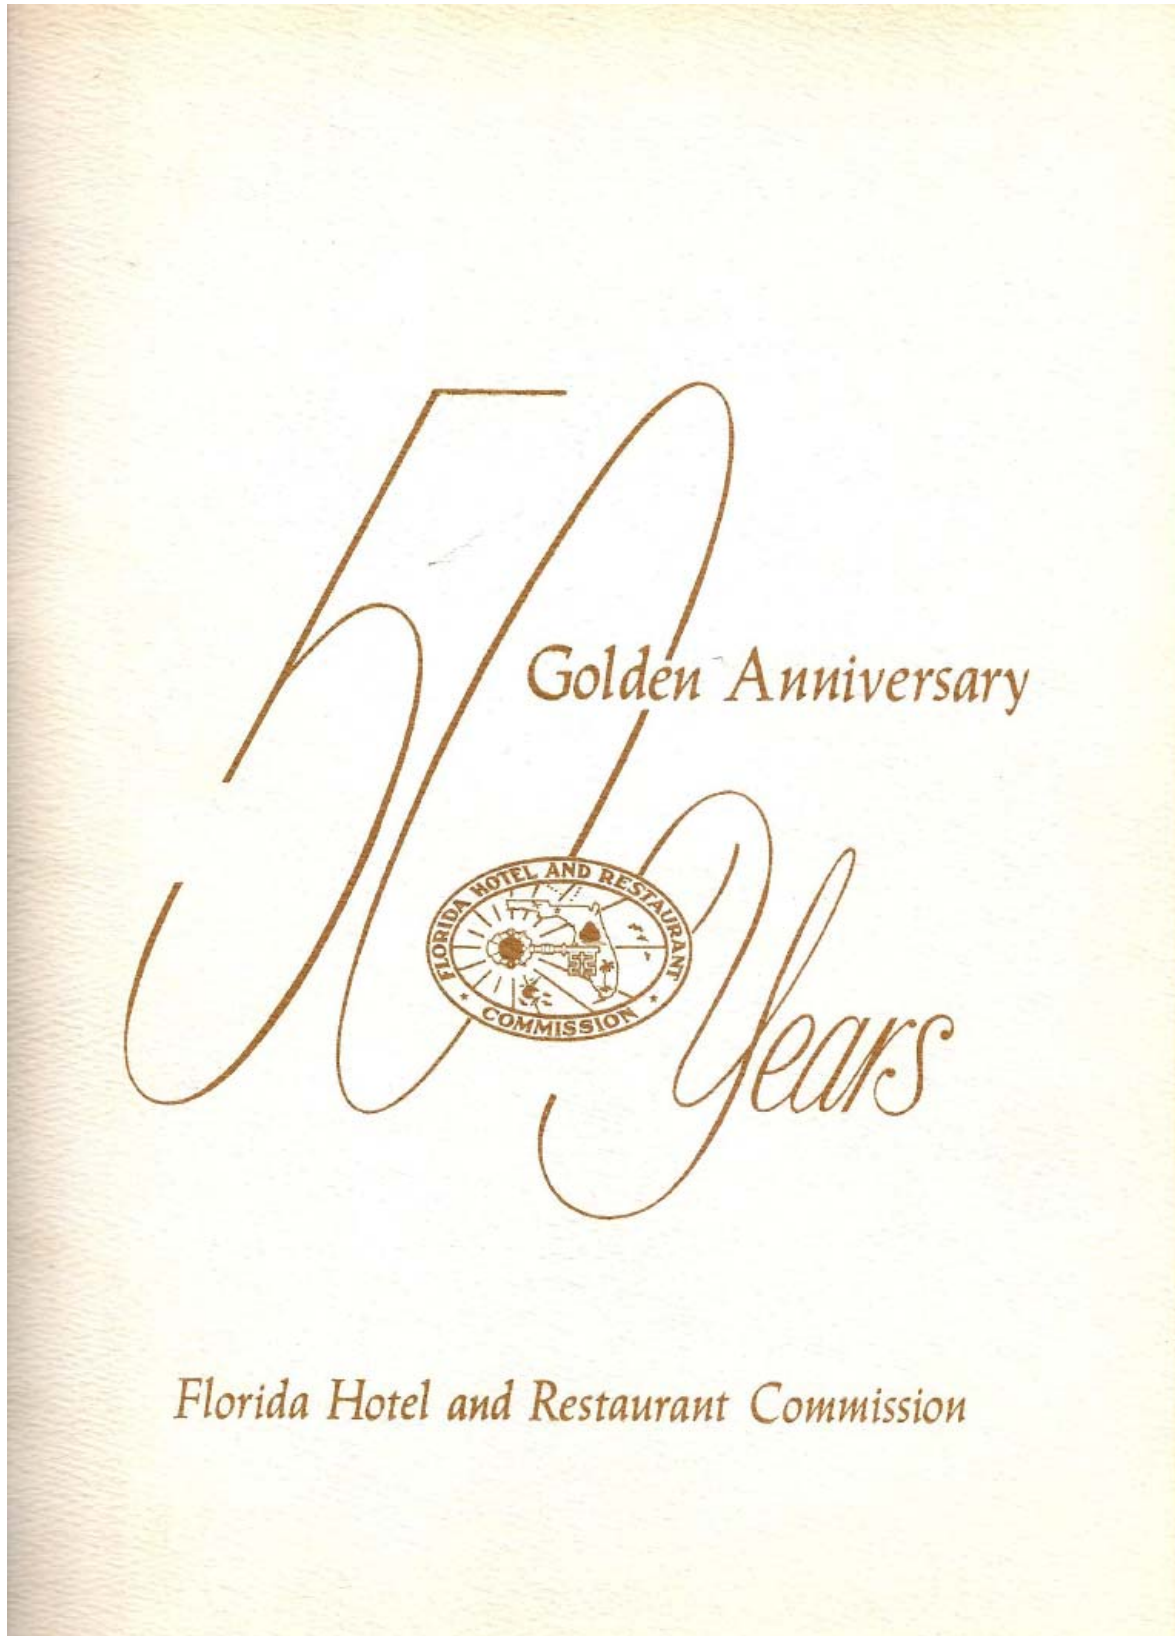 50
Golden Anniversary
FLORIDA HOTEL AND RESTAURANT
COMMISSION
Years
Florida Hotel and Restaurant Commission